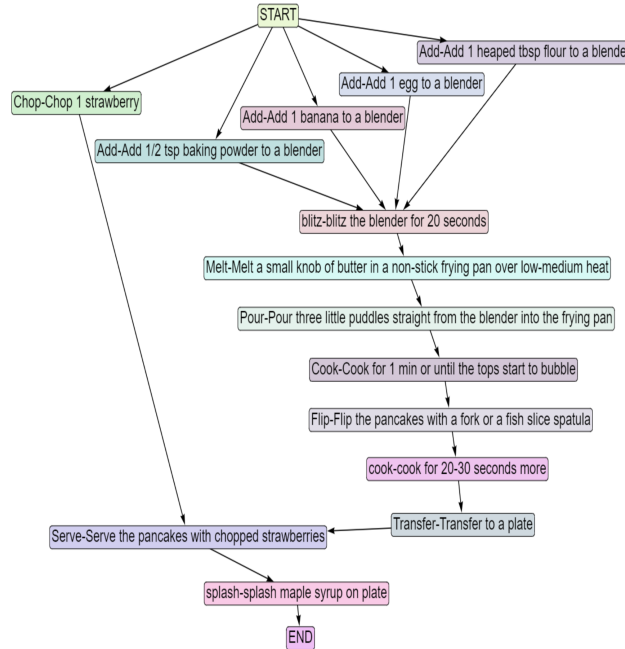 START
Add-Add 1 heaped tbsp flour to a blende
Add-Add 1 egg to a blender
Chop-Chop 1 strawberry
Add-Add 1 banana to a blender
Add-Add 1/2 tsp baking powder to a blender
blitz-blitz the blender for 20 seconds
Melt-Melt a small knob of butter in a non-stick frying pan over low-medium heat
Pour-Pour three little puddles straight from the blender into the frying pan
Cook-Cook for 1 min or until the tops start to bubble
Flip-Flip the pancakes with a fork or a fish slice spatula
cook-cook for 20-30 seconds more
Transfer-Transfer to a plate
Serve-Serve the pancakes with chopped strawberries
splash-splash maple syrup on plate
END